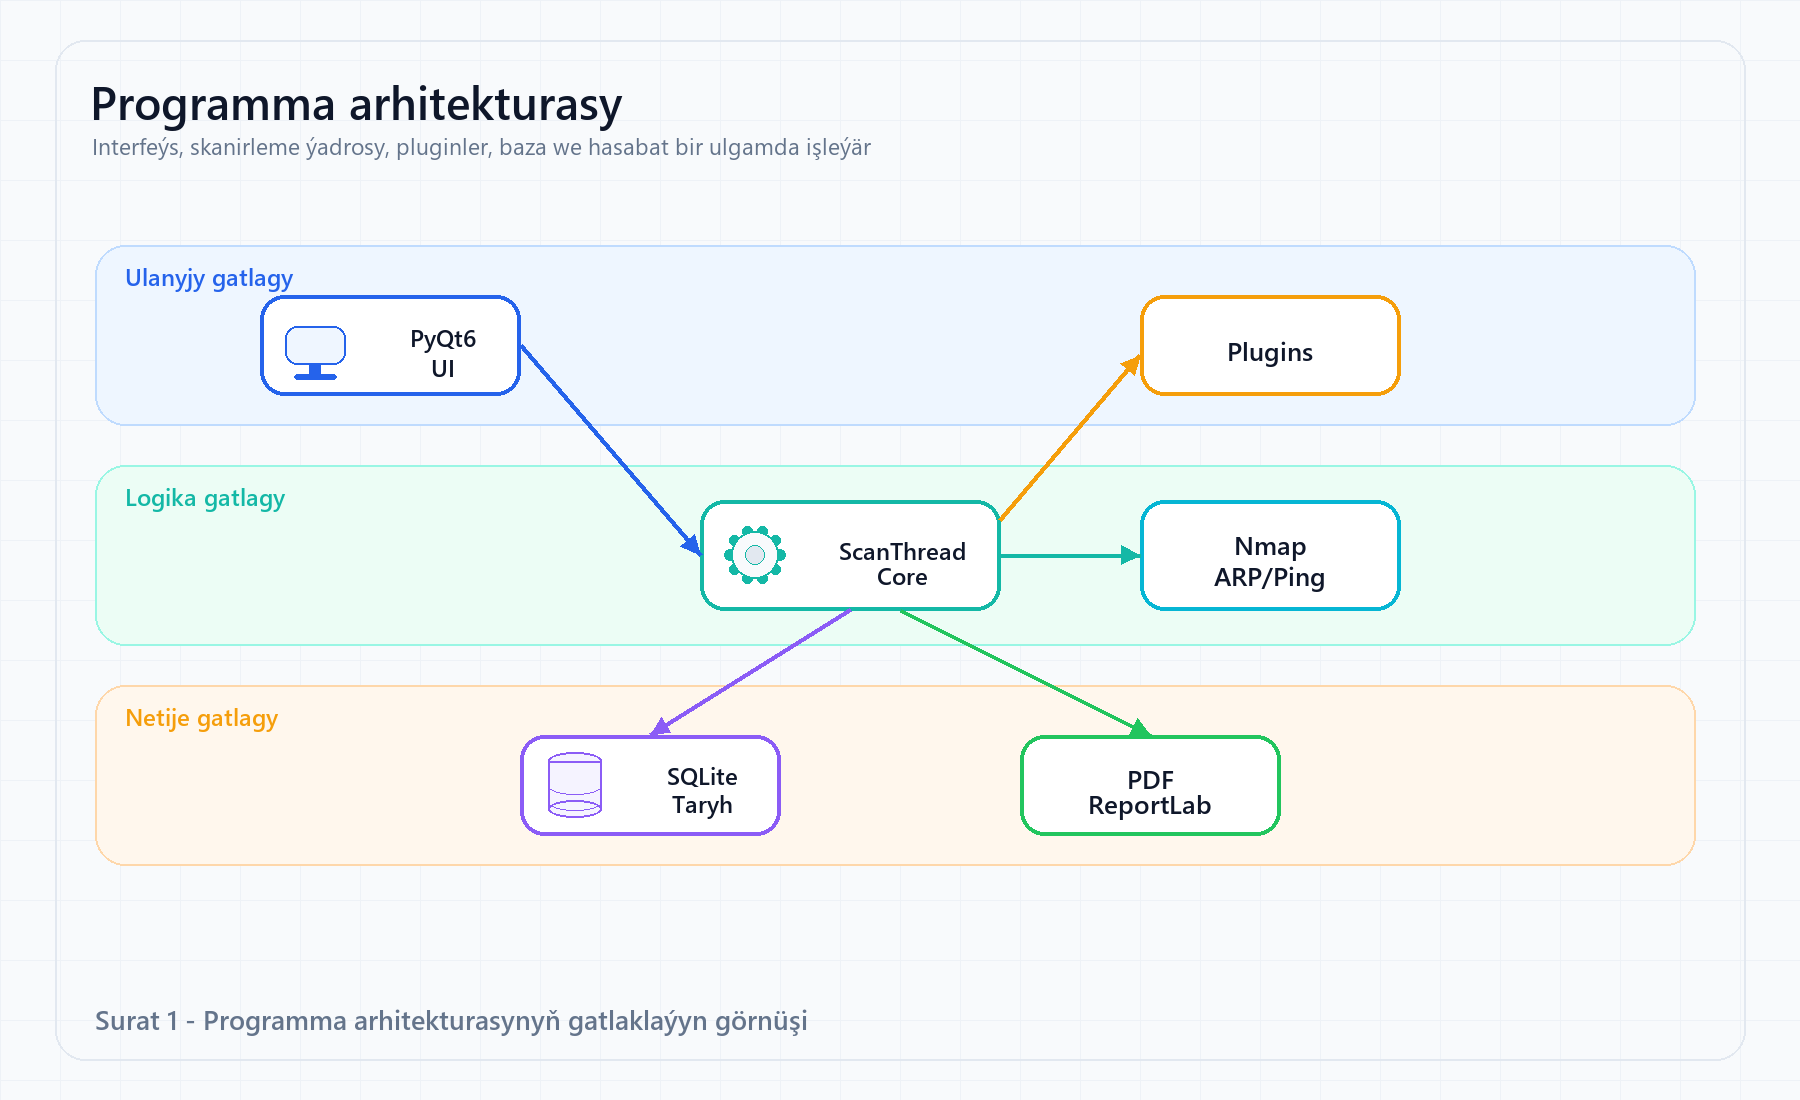 Programma arhitekturasy
Interfeýs, skanirleme ýadrosy, pluginler, baza we hasabat bir ulgamda işleýär
Ulanyjy gatlagy
PyQt6
UI
Plugins
Logika gatlagy
ScanThread
Core
Nmap
ARP/Ping
Netije gatlagy
SQLite
Taryh
PDF
ReportLab
Surat 1 - Programma arhitekturasynyň gatlaklaýyn görnüşi